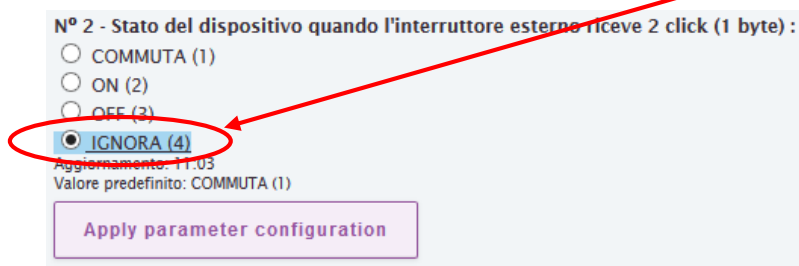 Nº 2 - Stato del dispositivo quando l'interruttore esterno riceve 2 click (1 byte) :
COMMUTA (1)
ON (2)
OFF (3)
IGNORA (4)
Aggiornamento: 11:03
Valore predefinito: COMMUTA (1)
Apply parameter configuration